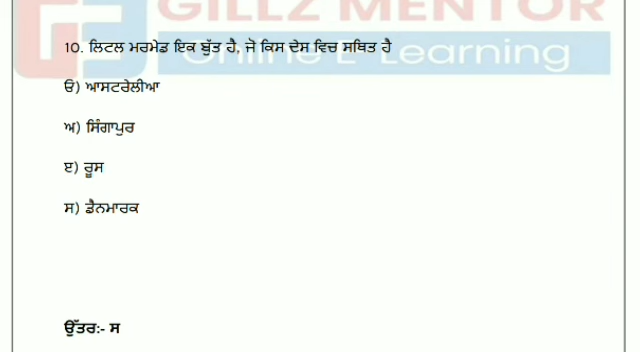 GILLZ MENTOR
Online E-Learning
10. ਲਿਟਲ ਮਰਮੇਡ ਇਕ ਬੁੱਤ ਹੈ, ਜੋ ਕਿਸ ਦੇਸ ਵਿਚ ਸਥਿਤ ਹੈ
ੳ) ਆਸਟਰੇਲੀਆ
ਅ) ਸਿੰਗਾਪੁਰ
ੲ) ਰੂਸ
ਸ) ਡੈਨਮਾਰਕ
ਉੱਤਰ:- ਸ